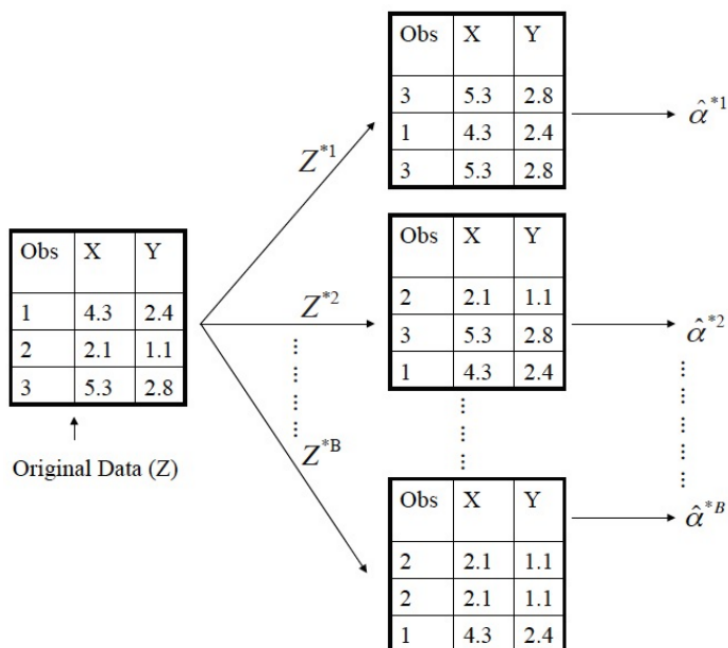 Obs X Y
3 5.3 2.8
1 4.3 2.4
3 5.3 2.8
α̂*1
Z*1
Obs X Y
1 4.3 2.4
2 2.1 1.1
3 5.3 2.8
Original Data (Z)
Z*2
Obs X Y
2 2.1 1.1
3 5.3 2.8
1 4.3 2.4
α̂*2
Z*B
Obs X Y
2 2.1 1.1
2 2.1 1.1
1 4.3 2.4
α̂*B